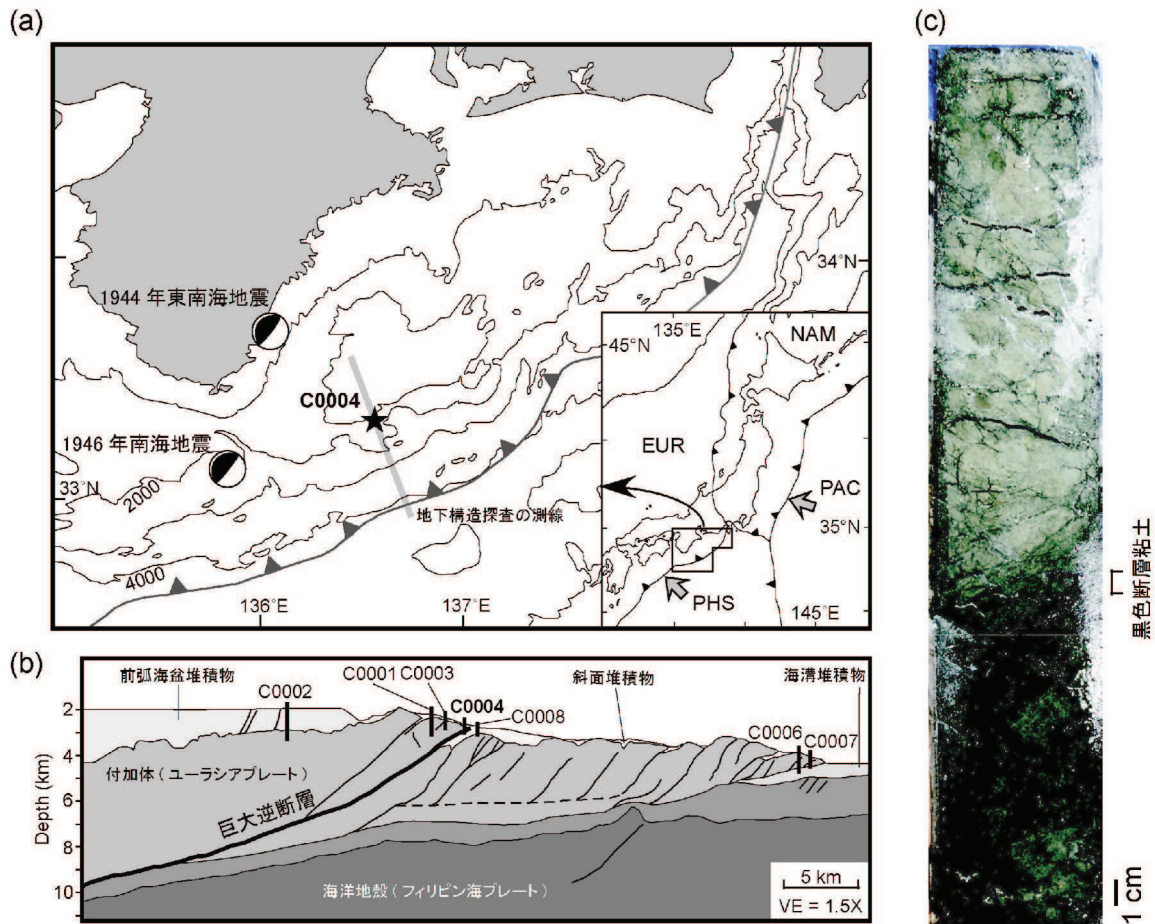 (a)
1944 年東南海地震
C0004
1946 年南海地震
2000
33°N
4000
地下構造探査の測線
136°E
137°E
34°N
135°E
45°N
NAM
EUR
PAC
35°N
PHS
145°E
(b)
前弧海盆堆積物
C0002
C0001
C0003
C0004
C0008
斜面堆積物
海溝堆積物
C0006
C0007
付加体(ユーラシアプレート)
巨大逆断層
海洋地殻(フィリピン海プレート)
Depth (km)
2
4
6
8
10
5 km
VE = 1.5X
(c)
黒色断層粘土
1 cm